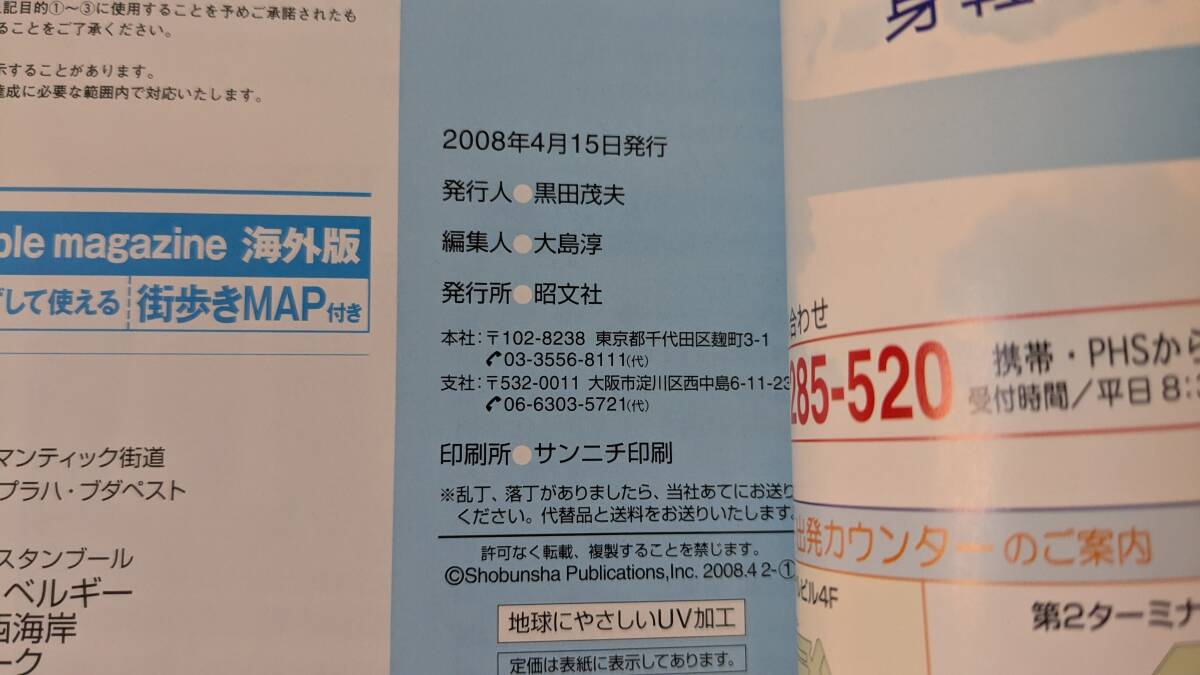 記目的①〜③に使用することを予めご承諾されたも
ることをご了承ください。
示することがあります。
達成に必要な範囲内で対応いたします。
ble magazine 海外版
して使える 街歩きMAP付き
マンティック街道
プラハ・ブダペスト
スタンブール
ベルギー
西海岸
ーク
2008年4月15日発行
発行人●黒田茂夫
編集人●大島淳
発行所●昭文社
本社：〒102-8238 東京都千代田区麹町3-1
03-3556-8111(代)
支社：〒532-0011 大阪市淀川区西中島6-11-23
06-6303-5721(代)
印刷所●サンニチ印刷
※乱丁、落丁がありましたら、当社あてにお送り
ください。代替品と送料をお送りいたします。
許可なく転載、複製することを禁じます。
©Shobunsha Publications,Inc. 2008.4 2-①
地球にやさしいUV加工
定価は表紙に表示してあります。
身軽
合わせ
285-520
携帯・PHSから
受付時間／平日 8:3
出発カウンターのご案内
ビル4F
第2ターミナ